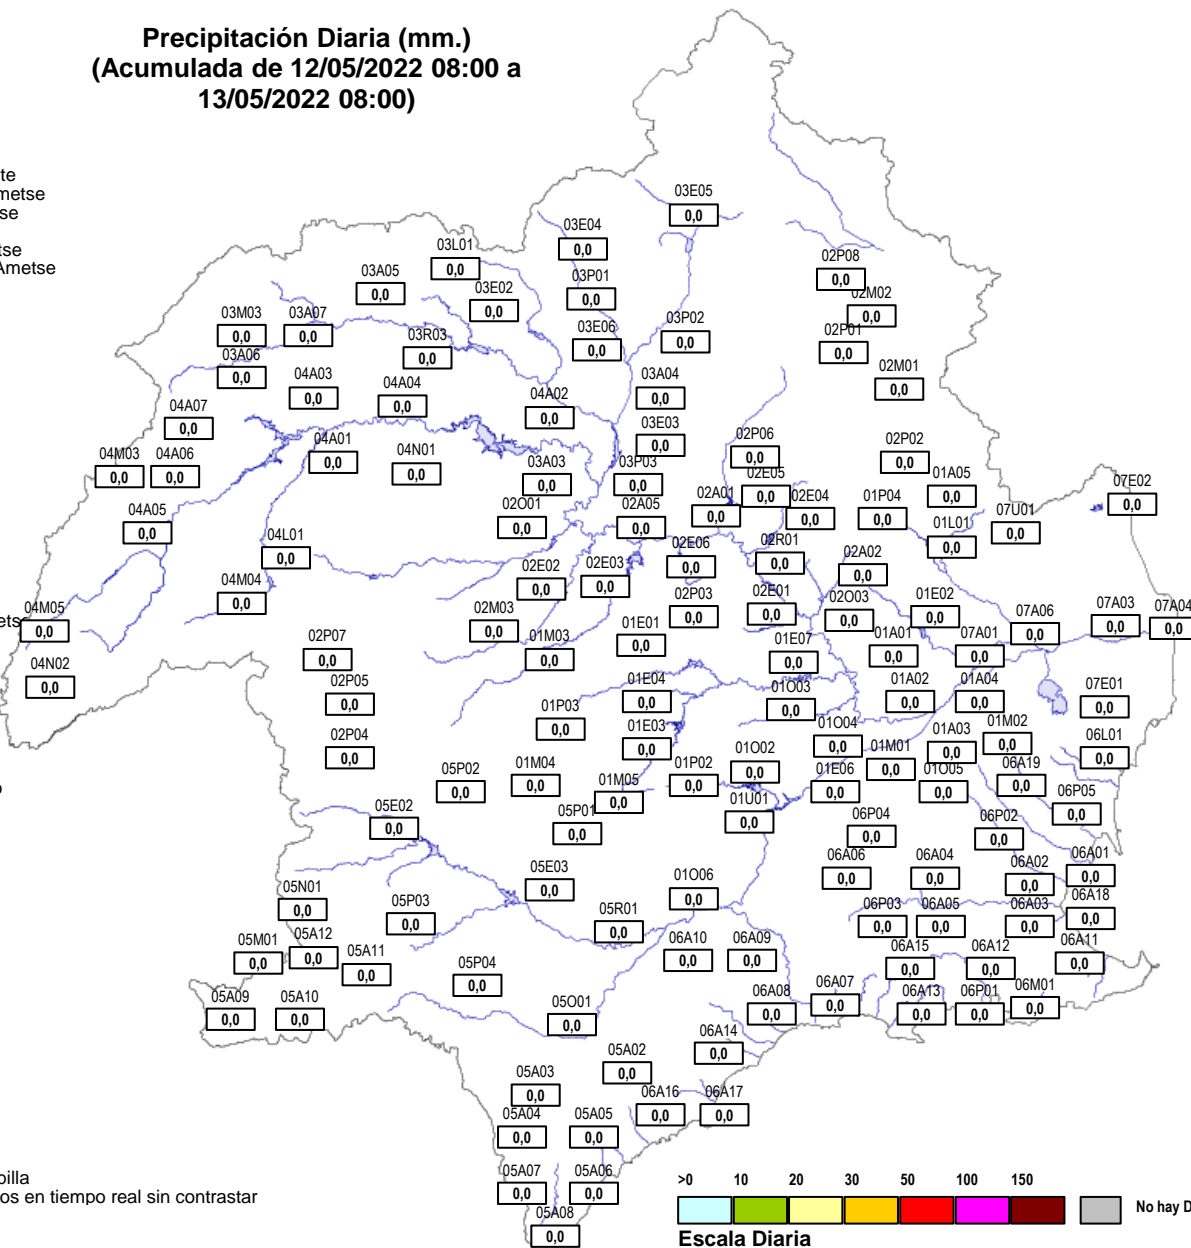 Precipitación Diaria (mm.)
(Acumulada de 12/05/2022 08:00 a
13/05/2022 08:00)
te
metse
se
tse
Ametse
03E05
0,0
03E04
0,0
03L01
0,0
02P08
0,0
03A05
0,0
03P01
0,0
03E02
0,0
02M02
0,0
03M03
0,0
03A07
0,0
03P02
0,0
03E06
0,0
02P01
0,0
03R03
0,0
03A06
0,0
04A03
0,0
04A04
0,0
03A04
0,0
02M01
0,0
04A02
0,0
04A07
0,0
03E03
0,0
04A01
0,0
02P06
0,0
02P02
0,0
04M03
0,0
04A06
0,0
04N01
0,0
03A03
0,0
03P03
0,0
02E05
0,0
01A05
0,0
07E02
0,0
02A01
0,0
02E04
0,0
01P04
0,0
04A05
0,0
02O01
0,0
02A05
0,0
07U01
0,0
01L01
0,0
04L01
0,0
02E06
0,0
02R01
0,0
02A02
0,0
02E02
0,0
02E03
0,0
04M04
0,0
02P03
0,0
02E01
0,0
02O03
0,0
01E02
0,0
04M05
0,0
etse
02M03
0,0
01E01
0,0
07A06
0,0
07A03
0,0
07A04
0,0
02P07
0,0
01M03
0,0
01E07
0,0
01A01
0,0
07A01
0,0
04N02
0,0
02P05
0,0
01E04
0,0
01O03
0,0
01A02
0,0
01A04
0,0
07E01
0,0
01P03
0,0
01E03
0,0
01O04
0,0
01A03
0,0
01M02
0,0
02P04
0,0
06L01
0,0
05P02
0,0
01M04
0,0
01M05
0,0
01P02
0,0
01O02
0,0
01M01
0,0
01E06
0,0
01O05
0,0
06A19
0,0
o
05E02
0,0
05P01
0,0
01U01
0,0
06P04
0,0
06P02
0,0
06P05
0,0
05E03
0,0
01O06
0,0
06A06
0,0
06A04
0,0
06A02
0,0
06A01
0,0
05N01
0,0
05P03
0,0
05R01
0,0
06P03
0,0
06A05
0,0
06A03
0,0
06A18
0,0
05M01
0,0
05A12
0,0
05A11
0,0
05P04
0,0
06A10
0,0
06A09
0,0
06A15
0,0
06A12
0,0
06A11
0,0
05A09
0,0
05A10
0,0
05O01
0,0
06A08
0,0
06A07
0,0
06A13
0,0
06P01
0,0
06M01
0,0
05A02
0,0
06A14
0,0
05A03
0,0
06A16
0,0
06A17
0,0
05A04
0,0
05A05
0,0
05A07
0,0
05A06
0,0
05A08
0,0
pilla
os en tiempo real sin contrastar
>0 10 20 30 50 100 150
No hay D
Escala Diaria